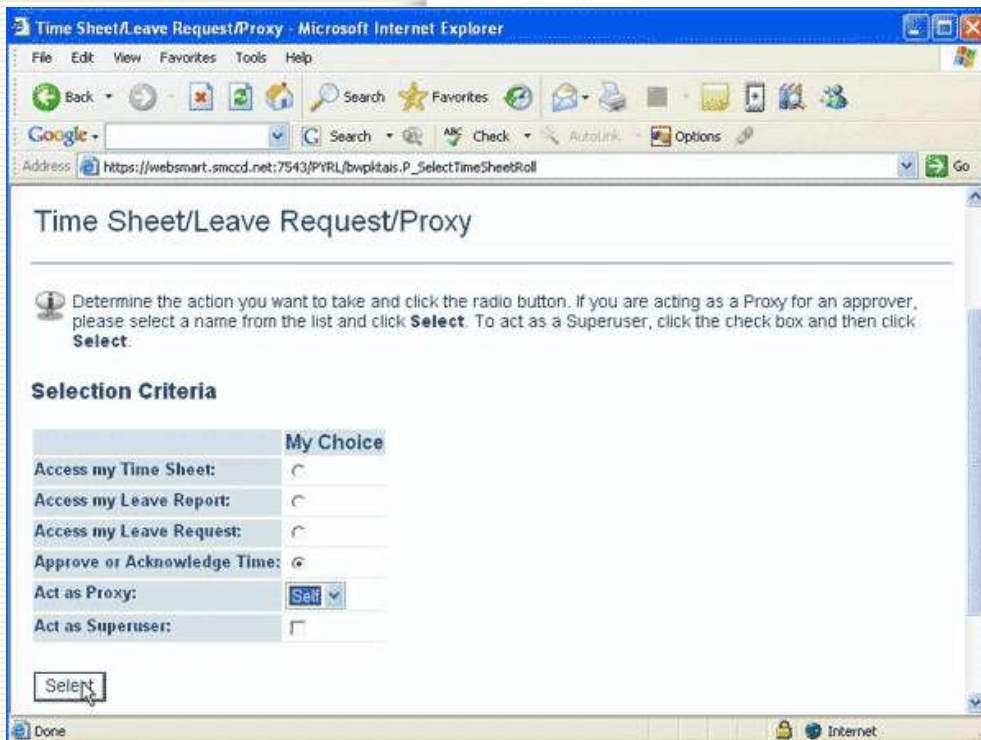 Time Sheet/Leave Request/Proxy - Microsoft Internet Explorer
File Edit View Favorites Tools Help
Back Search Favorites
Google Search ABC Check AutoLink Options
Address https://websmart.smccd.net:7543/PYRL/bwpktais.P_SelectTimeSheetRoll Go
Time Sheet/Leave Request/Proxy
Determine the action you want to take and click the radio button. If you are acting as a Proxy for an approver,
please select a name from the list and click Select. To act as a Superuser, click the check box and then click
Select.
Selection Criteria
My Choice
Access my Time Sheet:
Access my Leave Report:
Access my Leave Request:
Approve or Acknowledge Time:
Act as Proxy: Self
Act as Superuser:
Select
Done Internet